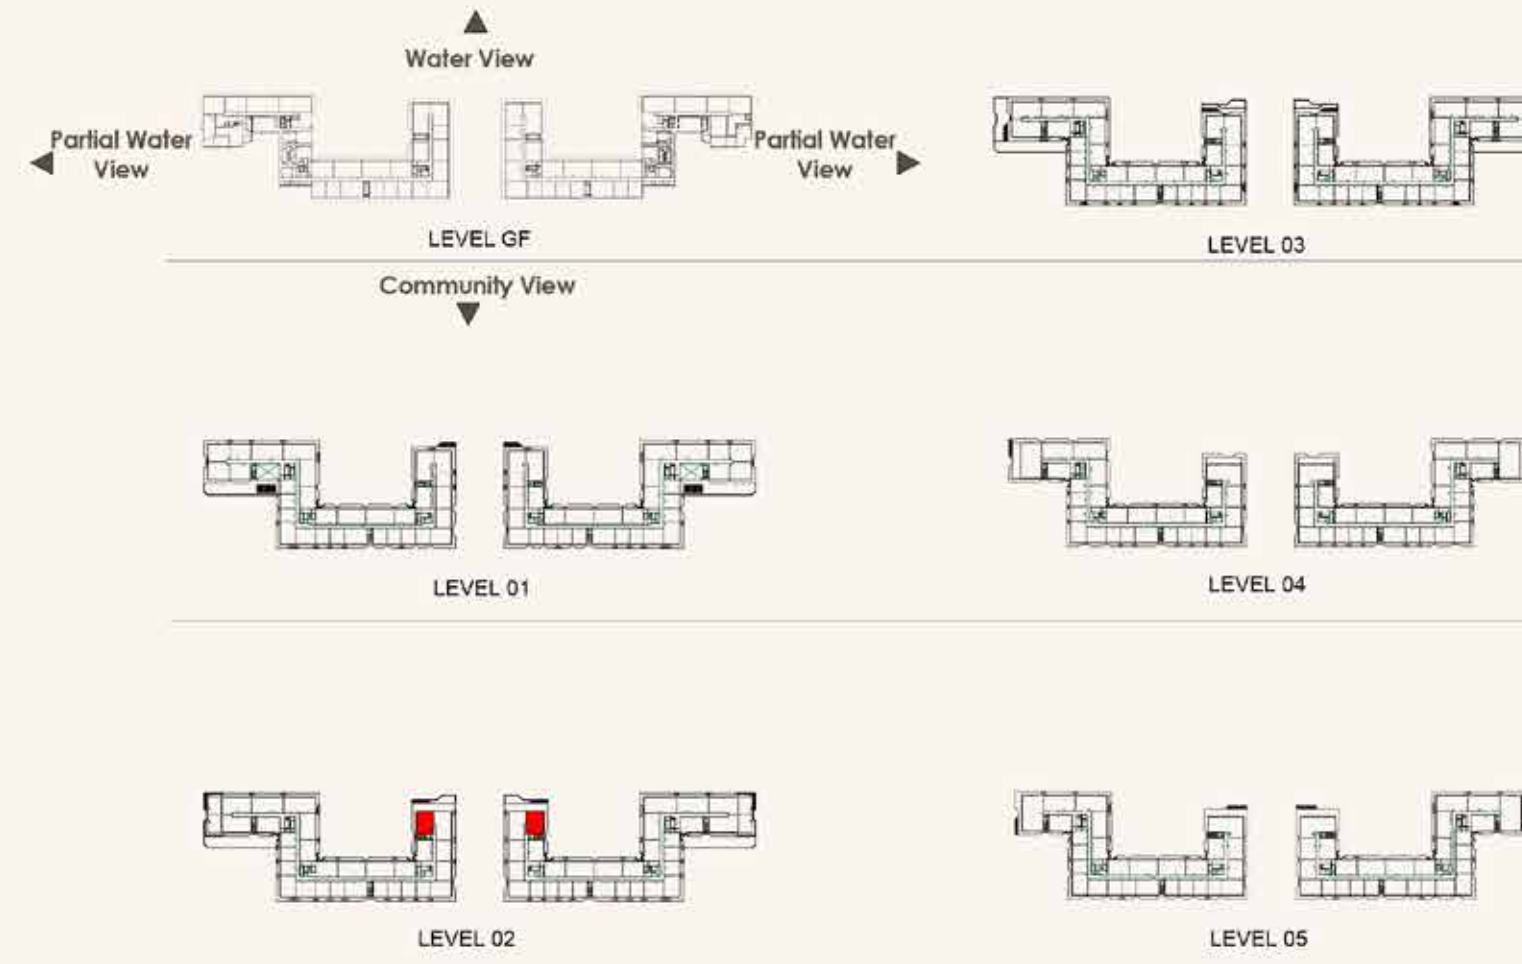 Water View
Partial Water
View
Partial Water
View
LEVEL GF
LEVEL 03
Community View
LEVEL 01
LEVEL 04
LEVEL 02
LEVEL 05